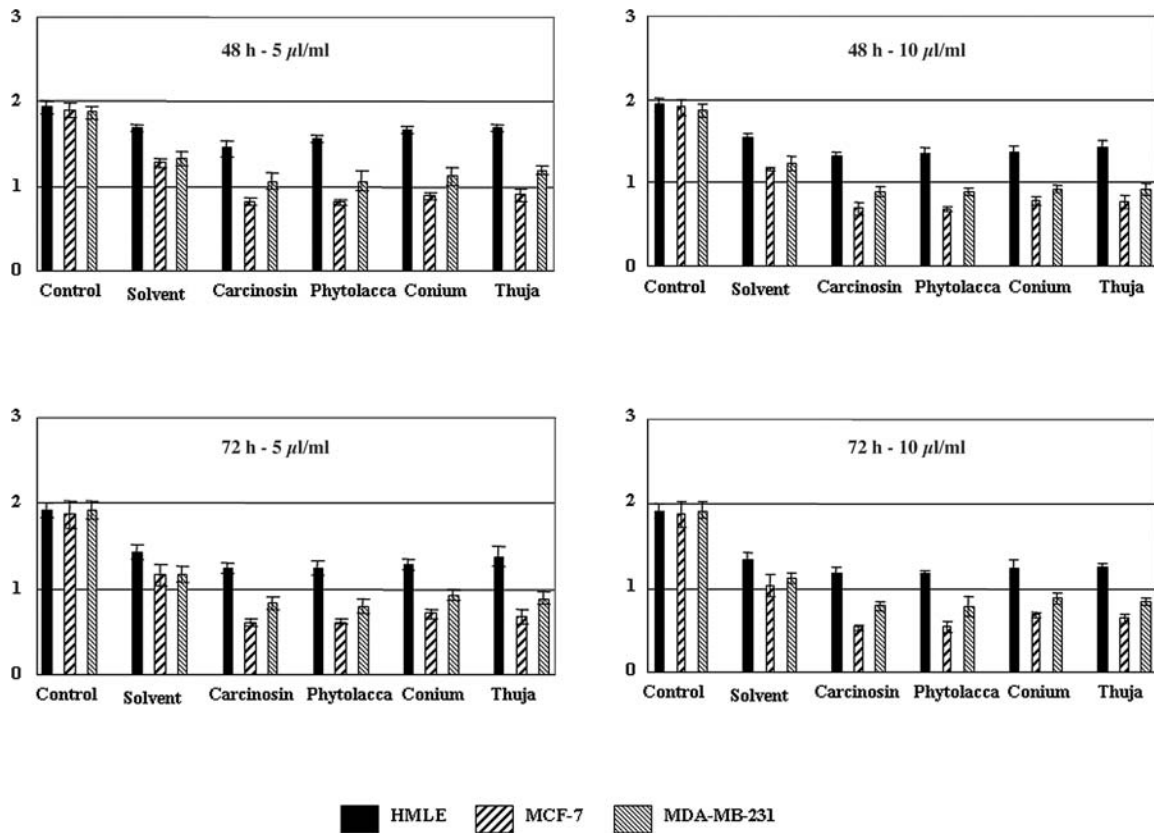 3
48 h - 5 µl/ml
2
1
0
Control Solvent Carcinosin Phytolacca Conium Thuja
3
48 h - 10 µl/ml
2
1
0
Control Solvent Carcinosin Phytolacca Conium Thuja
3
72 h - 5 µl/ml
2
1
0
Control Solvent Carcinosin Phytolacca Conium Thuja
3
72 h - 10 µl/ml
2
1
0
Control Solvent Carcinosin Phytolacca Conium Thuja
HMLE MCF-7 MDA-MB-231